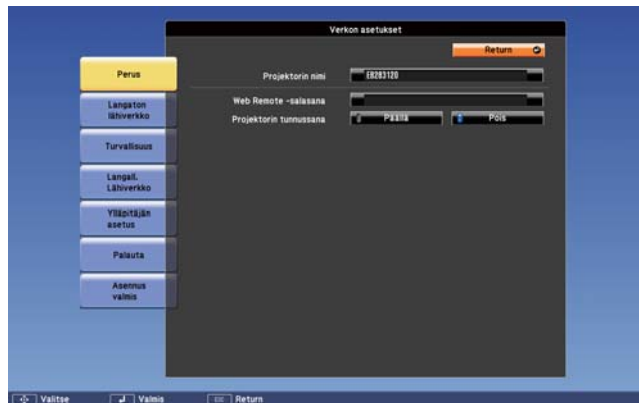 Verkon asetukset
Return
Perus
Langaton
lähiverkko
Turvallisuus
Langall.
Lähiverkko
Ylläpitäjän
asetus
Palauta
Asennus
valmis
Projektorin nimi EB283120
Web Remote -salasana
Projektorin tunnussana Päällä Pois
Valitse Valmis Esc Return